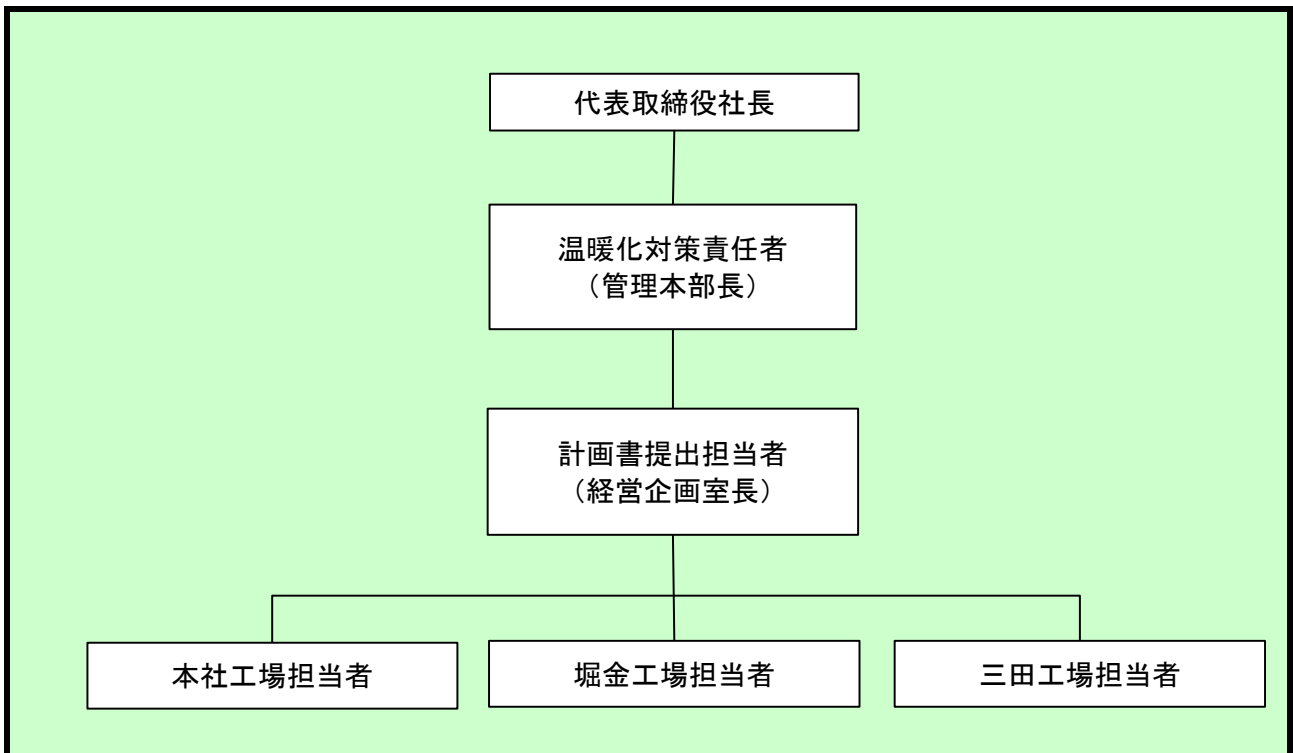 代表取締役社長
温暖化対策責任者
（管理本部長）
計画書提出担当者
（経営企画室長）
本社工場担当者
堀金工場担当者
三田工場担当者